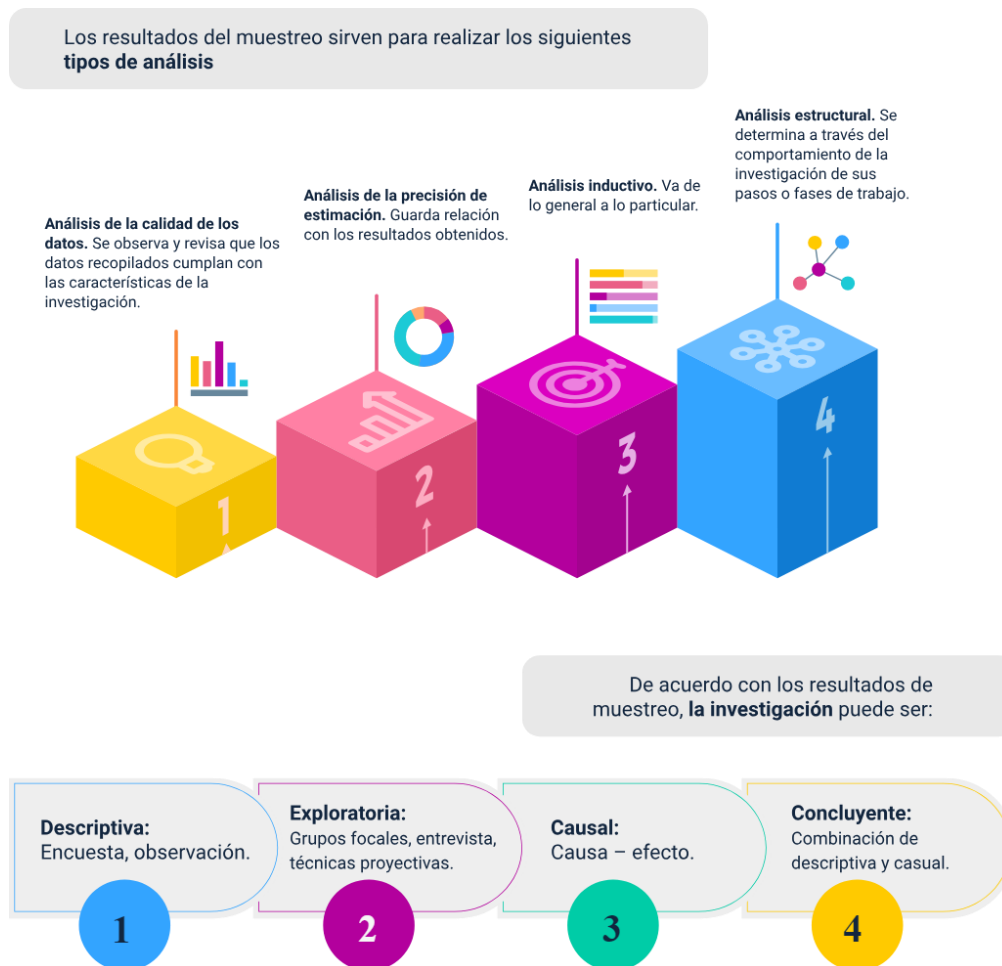 Los resultados del muestreo sirven para realizar los siguientes
tipos de análisis
Análisis de la calidad de los
datos. Se observa y revisa que los
datos recopilados cumplan con
las características de la
investigación.
Análisis de la precisión de
estimación. Guarda relación
con los resultados obtenidos.
Análisis inductivo. Va de
lo general a lo particular.
Análisis estructural. Se
determina a través del
comportamiento de la
investigación de sus
pasos o fases de trabajo.
1
2
3
4
De acuerdo con los resultados de
muestreo, la investigación puede ser:
Descriptiva:
Encuesta, observación.
1
Exploratoria:
Grupos focales, entrevista,
técnicas proyectivas.
2
Causal:
Causa – efecto.
3
Concluyente:
Combinación de
descriptiva y casual.
4